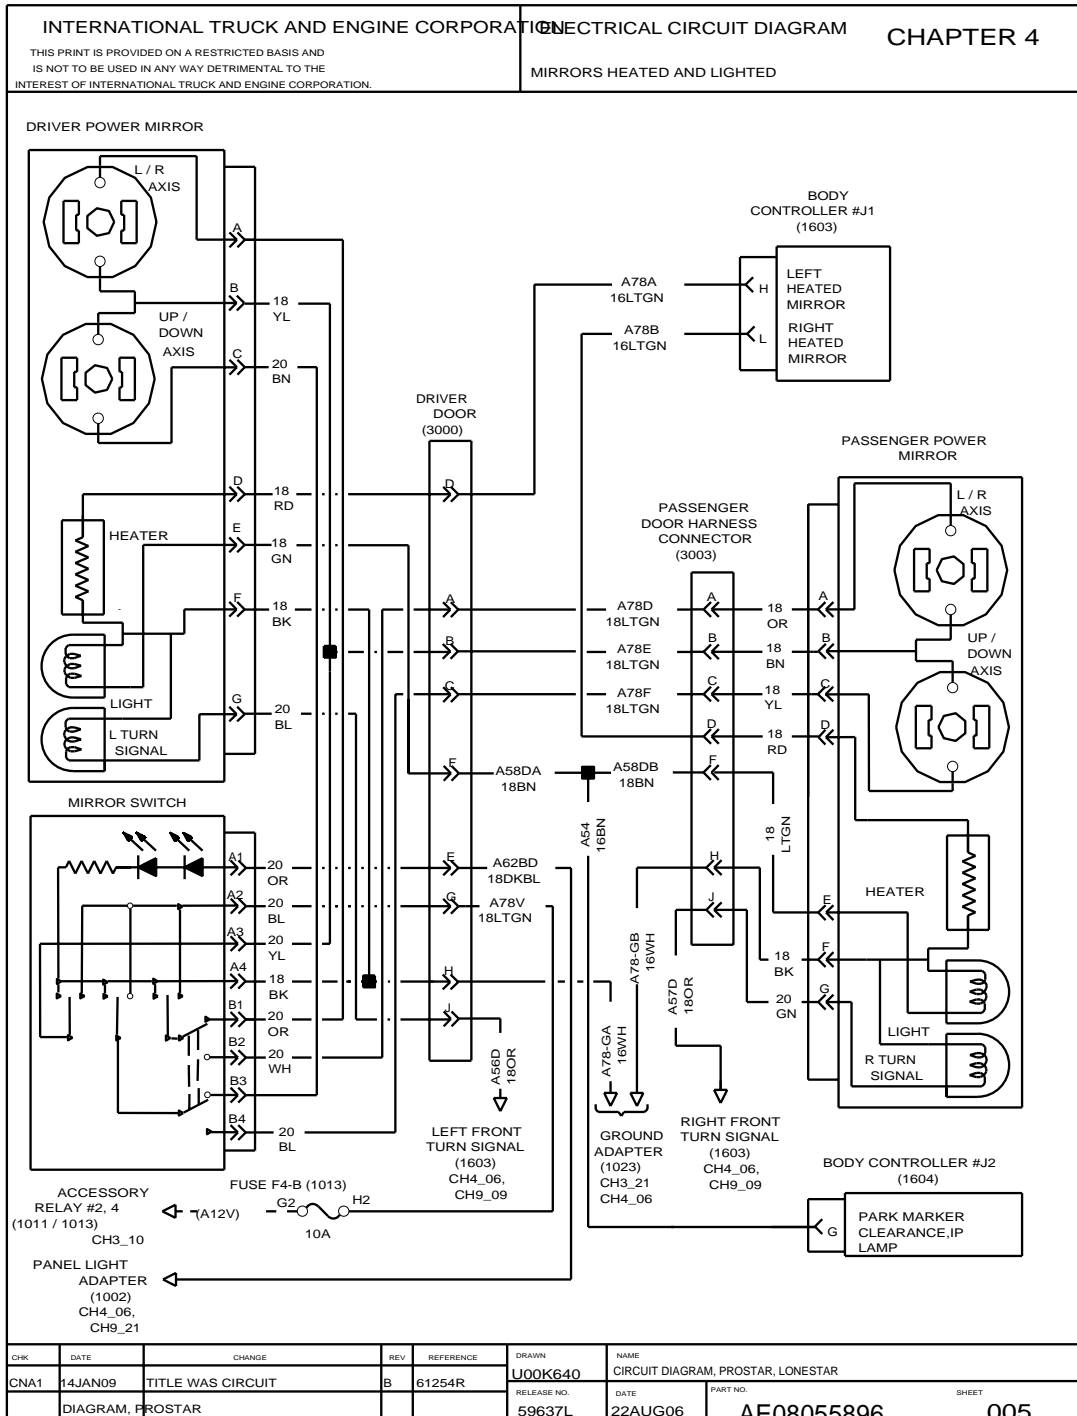 INTERNATIONAL TRUCK AND ENGINE CORPORATION
THIS PRINT IS PROVIDED ON A RESTRICTED BASIS AND
IS NOT TO BE USED IN ANY WAY DETRIMENTAL TO THE
INTEREST OF INTERNATIONAL TRUCK AND ENGINE CORPORATION.
ELECTRICAL CIRCUIT DIAGRAM
CHAPTER 4
MIRRORS HEATED AND LIGHTED
DRIVER POWER MIRROR
L / R
AXIS
UP /
DOWN
AXIS
HEATER
LIGHT
L TURN
SIGNAL
A
B
18
YL
C
20
BN
D
18
RD
E
18
GN
F
18
BK
G
20
BL
MIRROR SWITCH
A1
20
OR
A2
20
BL
A3
20
YL
A4
18
BK
B1
20
OR
B2
20
WH
B3
B4
20
BL
DRIVER
DOOR
(3000)
D
A
B
C
F
E
G
H
J
BODY
CONTROLLER #J1
(1603)
H
LEFT
HEATED
MIRROR
L
RIGHT
HEATED
MIRROR
A78A
16LTGN
A78B
16LTGN
A78D
18LTGN
A78E
18LTGN
A78F
18LTGN
A58DA
18BN
A58DB
18BN
A54
16BN
A62BD
18DKBL
A78V
18LTGN
A56D
18OR
A78-GA
16WH
A78-GB
16WH
A57D
18OR
PASSENGER
DOOR HARNESS
CONNECTOR
(3003)
A
B
C
D
F
H
J
18
OR
18
BN
18
YL
18
RD
18
LTGN
18
BK
20
GN
PASSENGER POWER
MIRROR
A
B
C
D
E
F
G
L / R
AXIS
UP /
DOWN
AXIS
HEATER
LIGHT
R TURN
SIGNAL
LEFT FRONT
TURN SIGNAL
(1603)
CH4_06,
CH9_09
GROUND
ADAPTER
(1023)
CH3_21
CH4_06
RIGHT FRONT
TURN SIGNAL
(1603)
CH4_06,
CH9_09
BODY CONTROLLER #J2
(1604)
G
PARK MARKER
CLEARANCE,IP
LAMP
ACCESSORY
RELAY #2, 4
(1011 / 1013)
CH3_10
(A12V)
FUSE F4-B (1013)
G2
H2
10A
PANEL LIGHT
ADAPTER
(1002)
CH4_06,
CH9_21
CHK DATE CHANGE REV REFERENCE
CNA1 14JAN09 TITLE WAS CIRCUIT B 61254R
DIAGRAM, PROSTAR
DRAWN
U00K640
NAME
CIRCUIT DIAGRAM, PROSTAR, LONESTAR
RELEASE NO.
59637L
DATE
22AUG06
PART NO.
AE08055896
SHEET
005